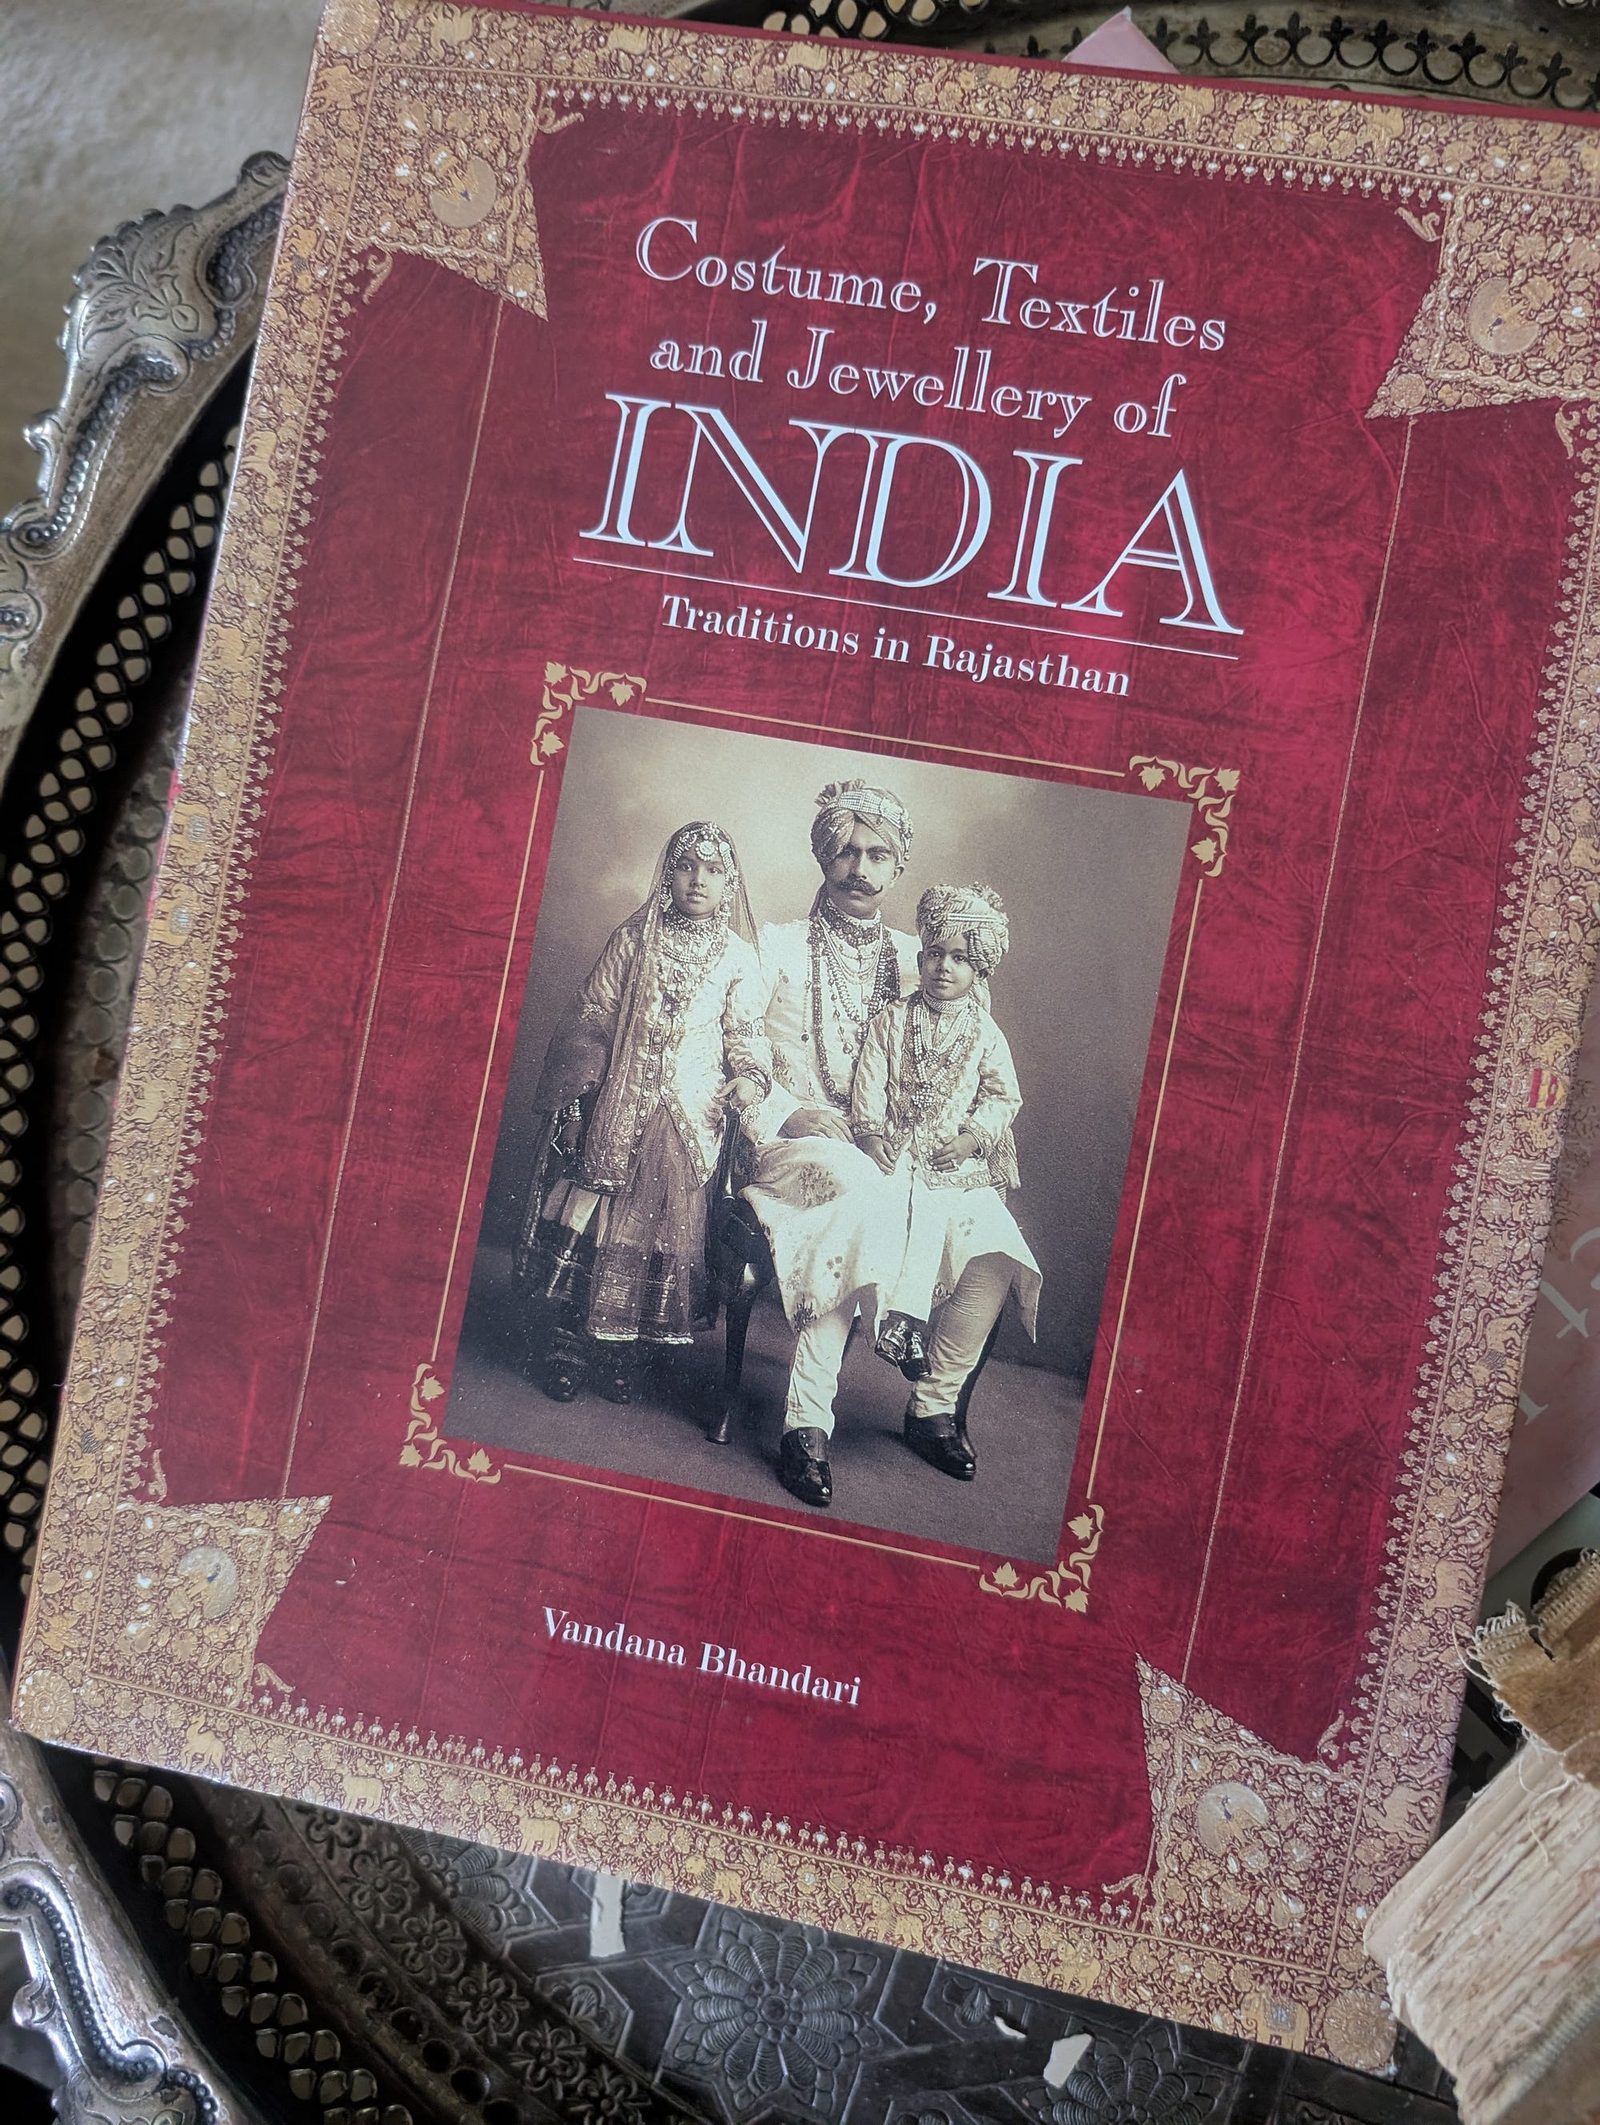 Costume, Textiles
and Jewellery of
INDIA
Traditions in Rajasthan
Vandana Bhandari